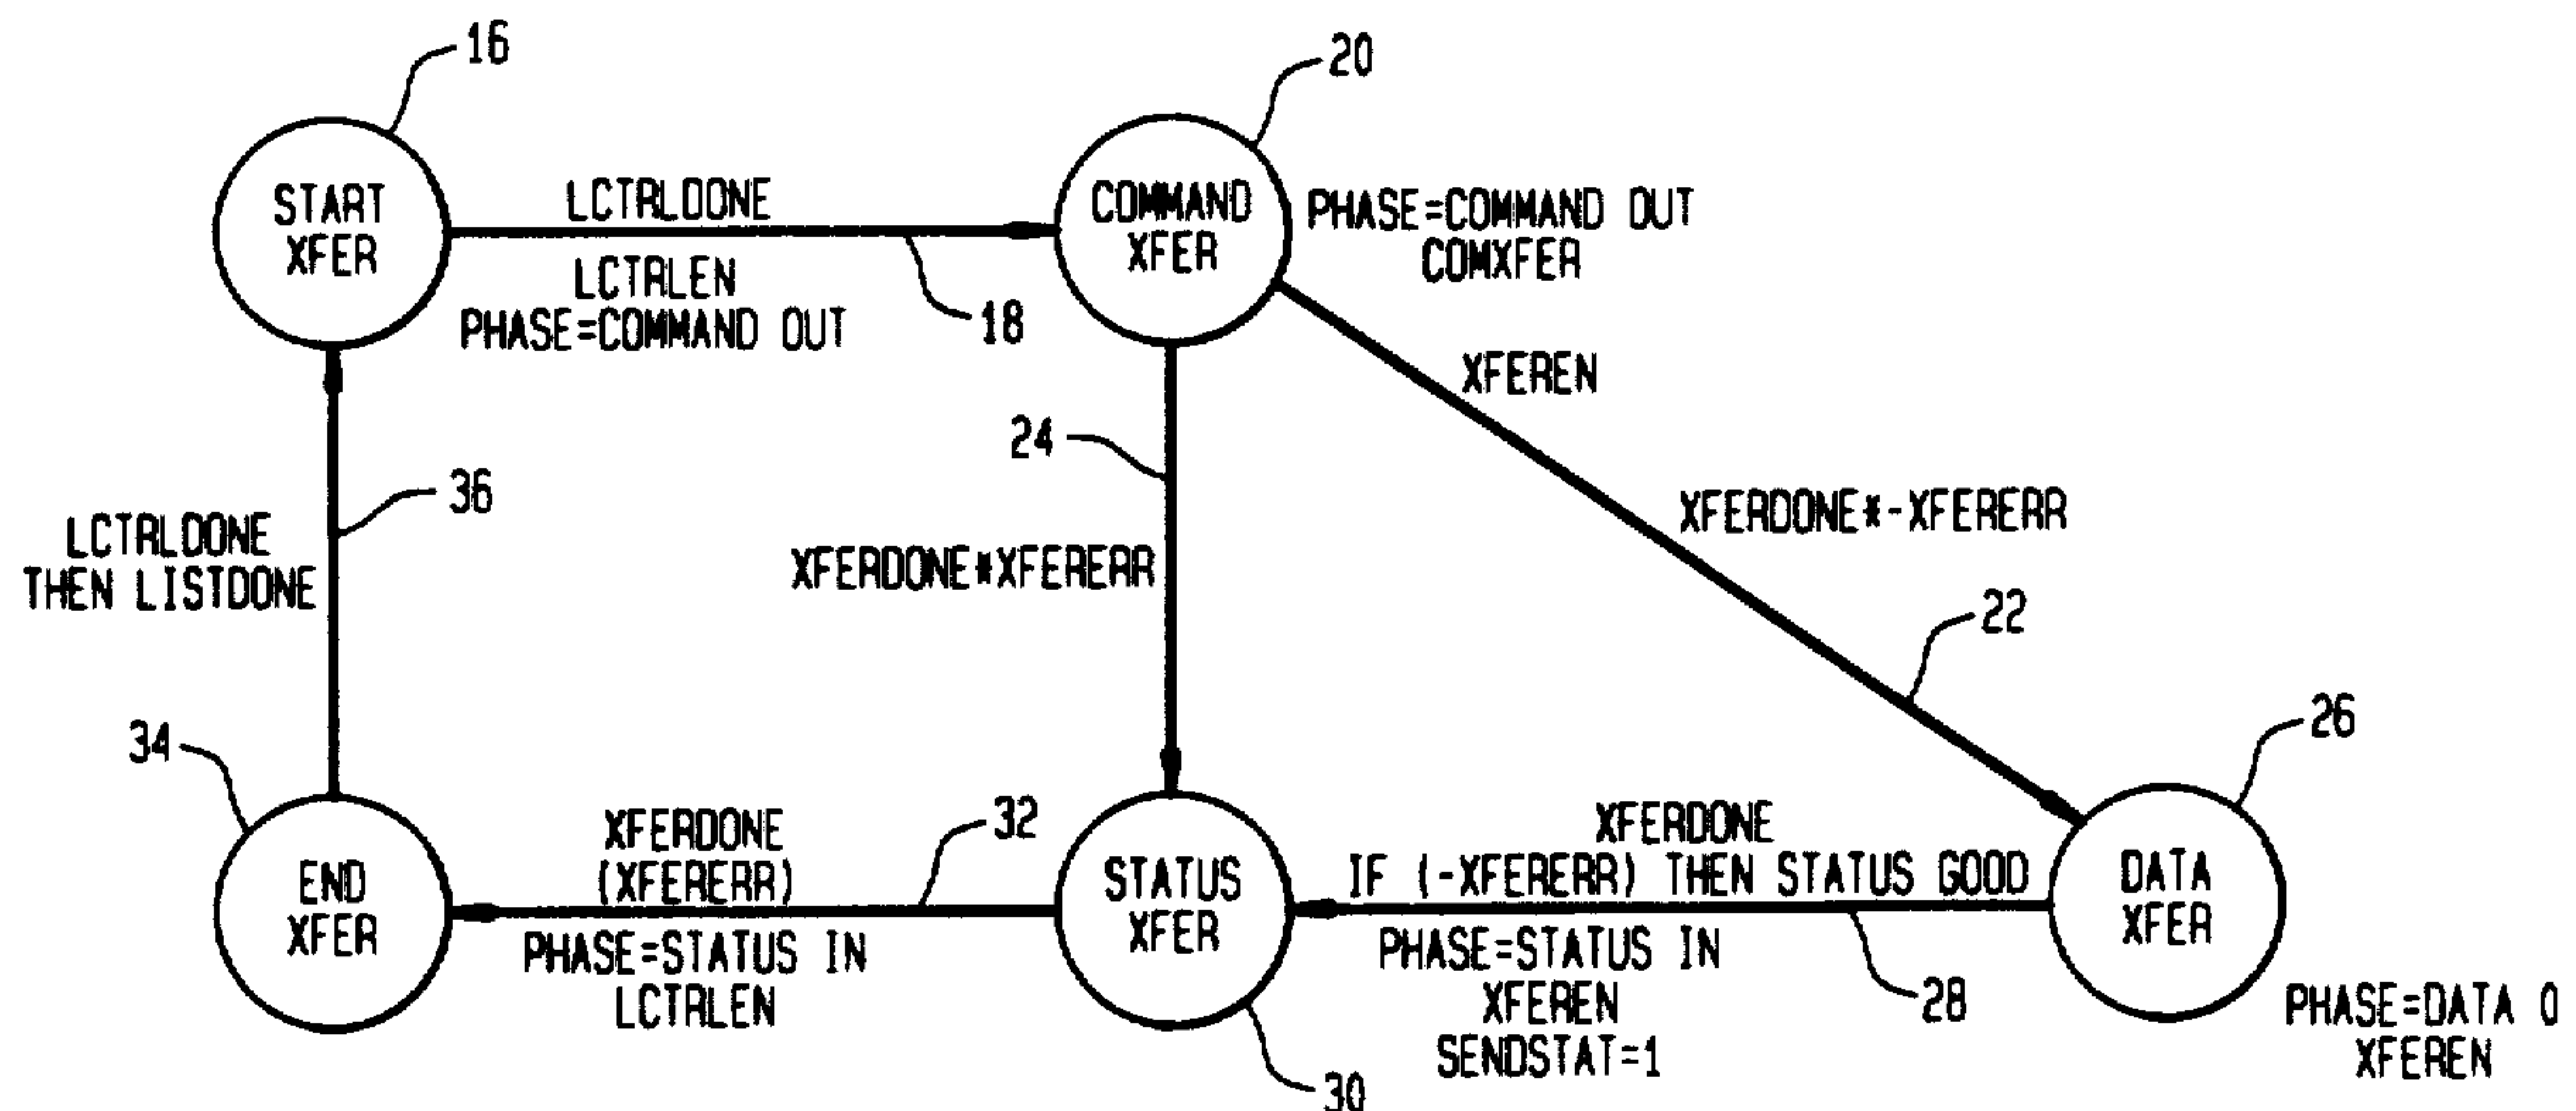 16
20
START
XFER
LCTRLDONE
LCTRLEN
PHASE=COMMAND OUT
18
COMMAND
XFER
PHASE=COMMAND OUT
COMXFER
XFEREN
24
XFERDONE*XFERERR
XFERDONE*-XFERERR
22
36
LCTRLDONE
THEN LISTDONE
34
END
XFER
XFERDONE
(XFERERR)
32
PHASE=STATUS IN
LCTRLEN
STATUS
XFER
30
XFERDONE
IF (-XFERERR) THEN STATUS GOOD
PHASE=STATUS IN
XFEREN
SENDSTAT=1
28
26
DATA
XFER
PHASE=DATA O
XFEREN